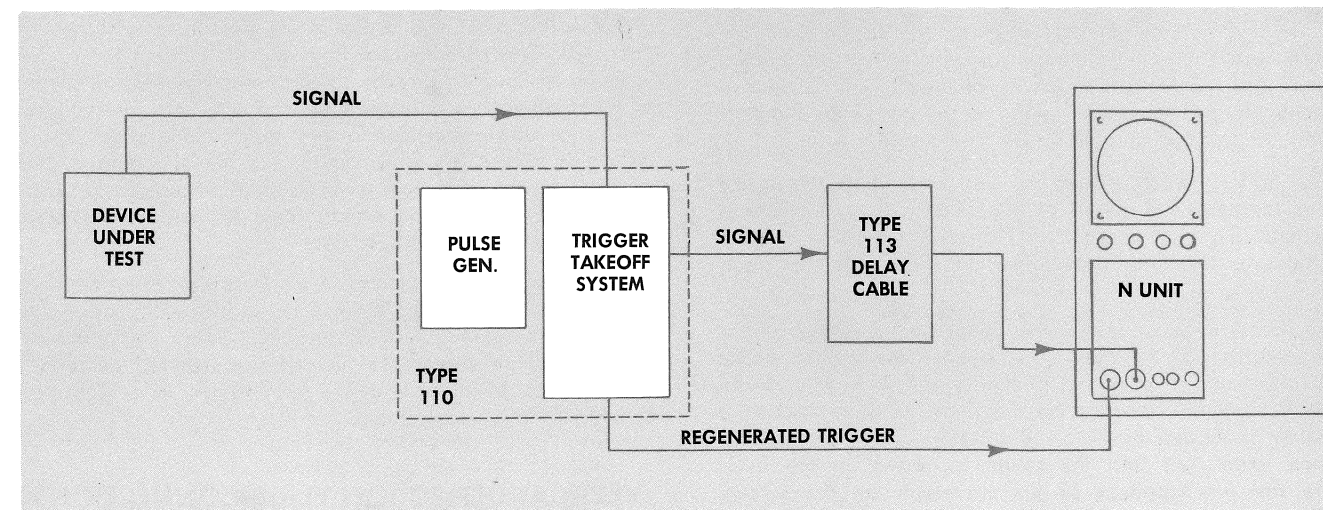 SIGNAL
DEVICE
UNDER
TEST
PULSE
GEN.
TRIGGER
TAKEOFF
SYSTEM
TYPE
110
SIGNAL
TYPE
113
DELAY
CABLE
N UNIT
REGENERATED TRIGGER